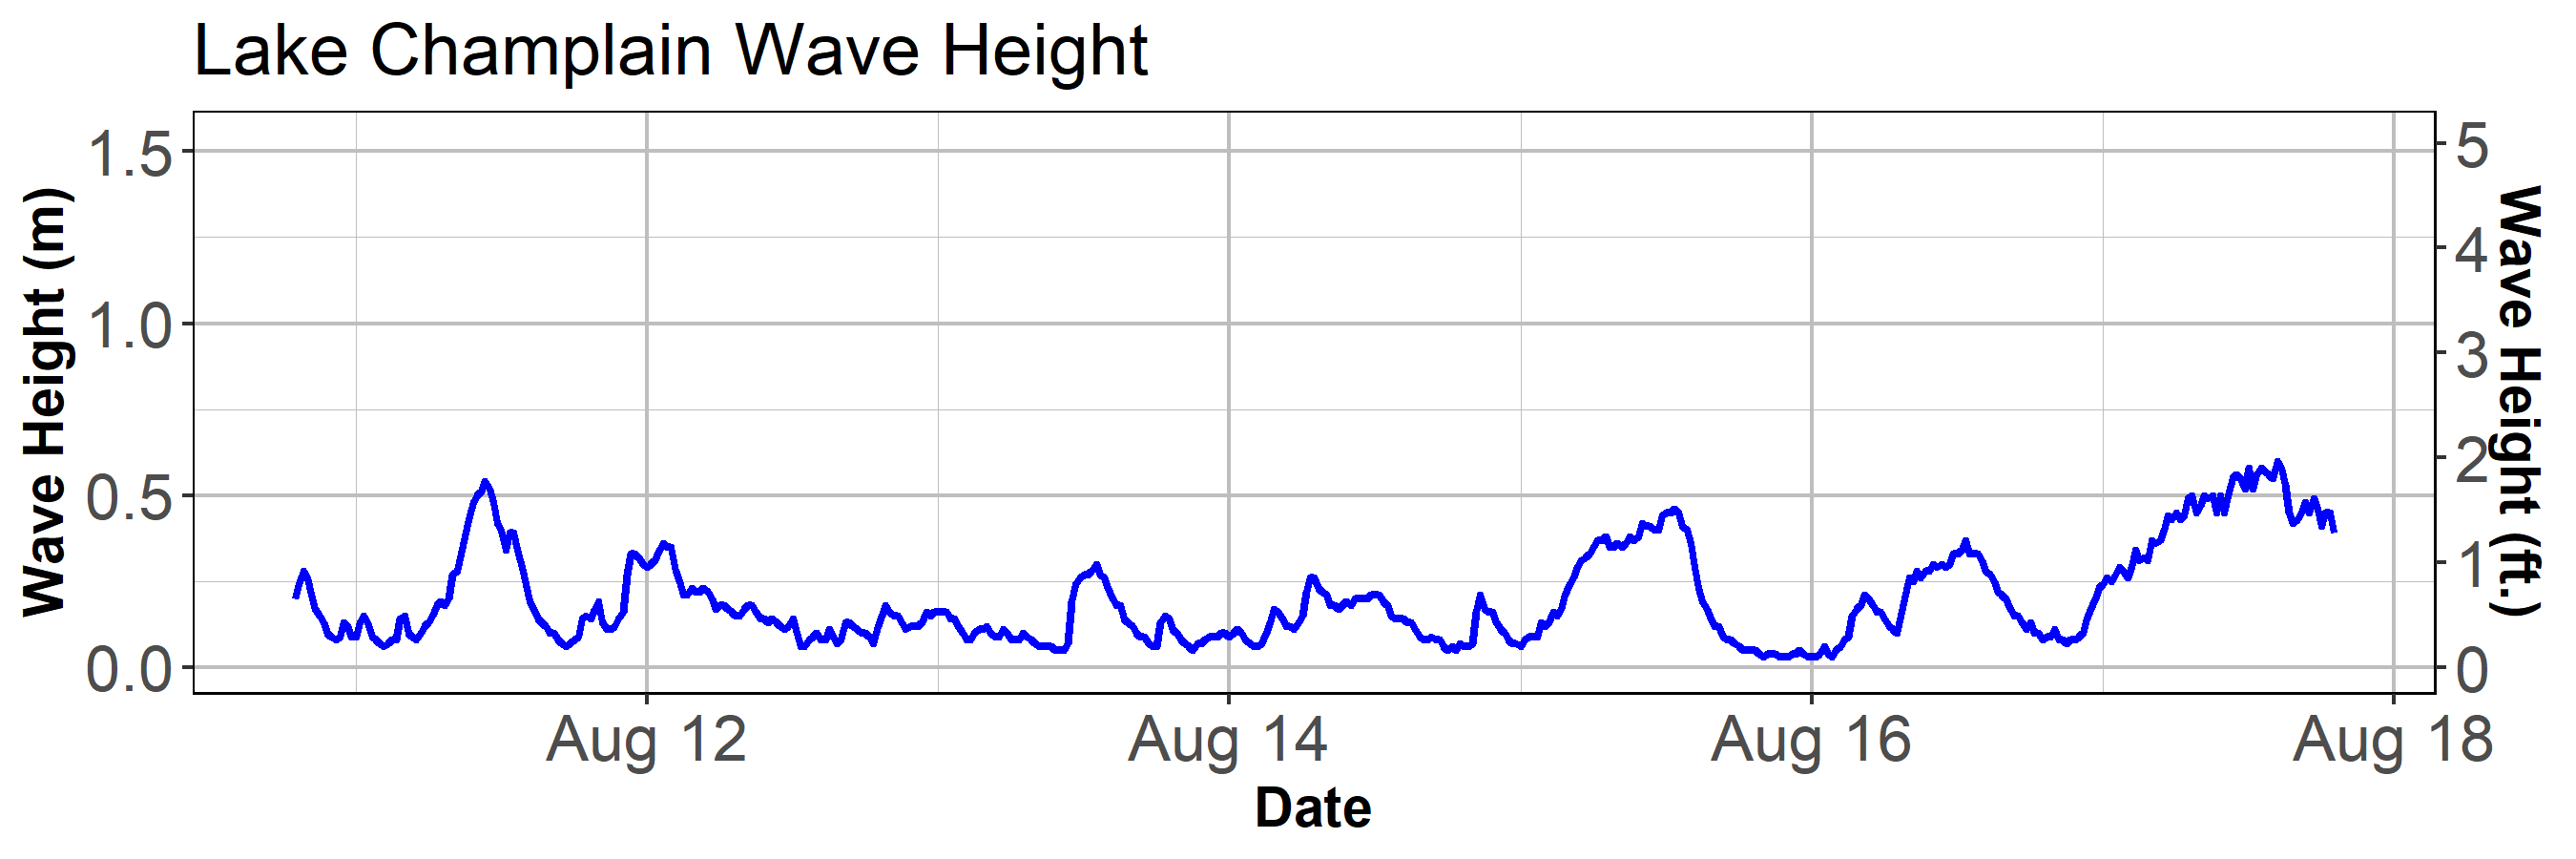 Lake Champlain Wave Height
Wave Height (m)
1.5
1.0
0.5
0.0
5
4
3
2
1
0
Wave Height (ft.)
Aug 12
Aug 14
Aug 16
Aug 18
Date